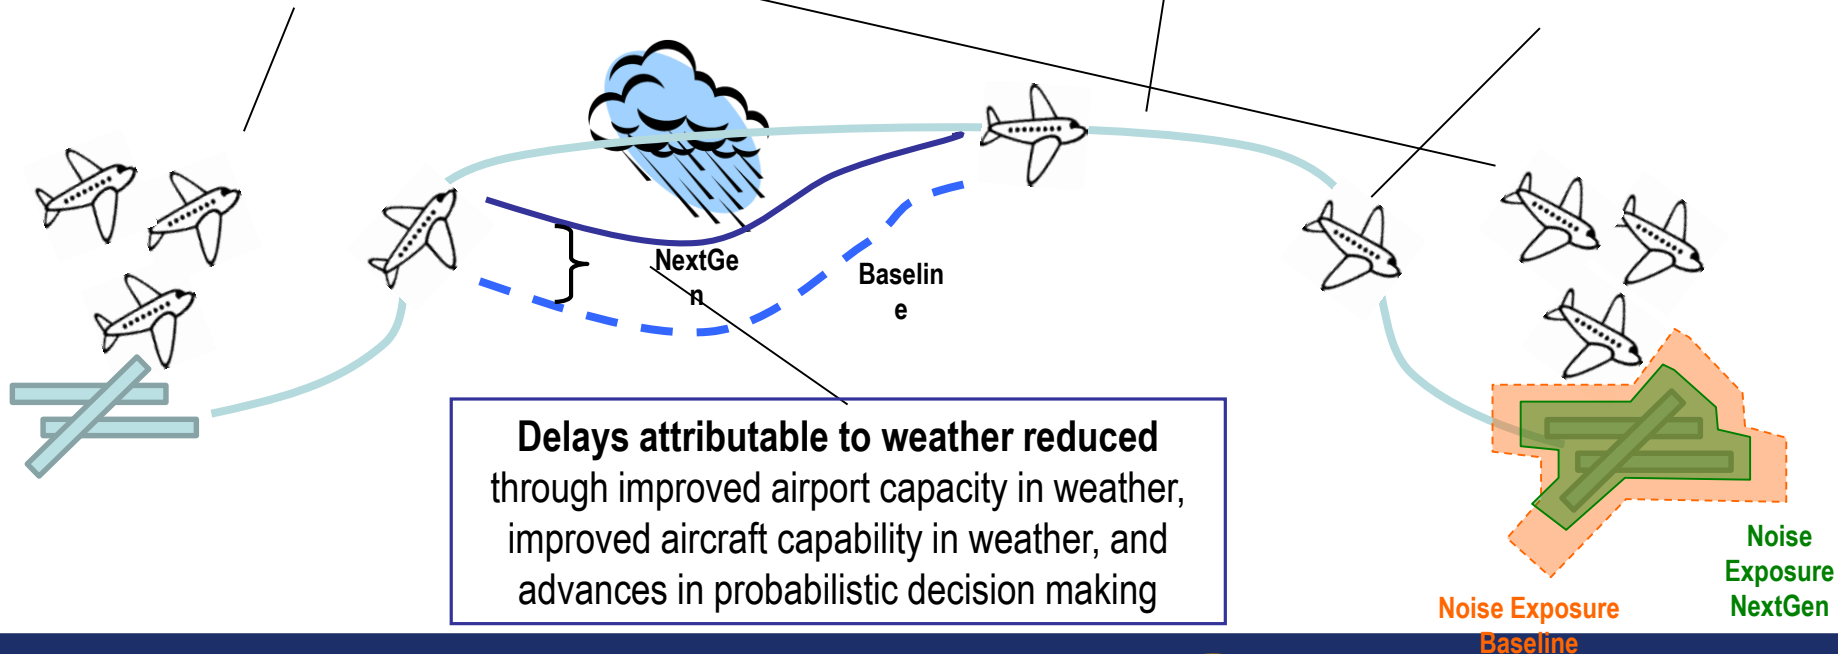 NextGe
n
Baselin
e
Delays attributable to weather reduced
through improved airport capacity in weather,
improved aircraft capability in weather, and
advances in probabilistic decision making
Noise
Exposure
NextGen
Noise Exposure
Baseline